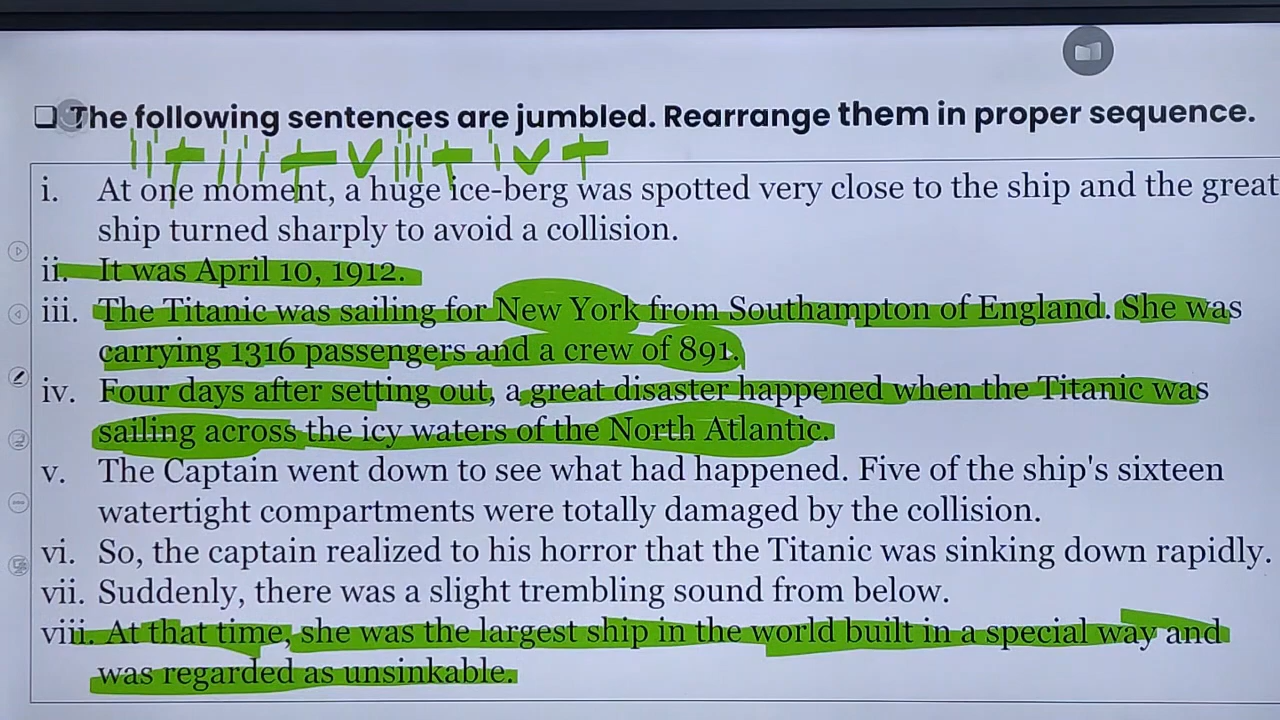 ❑ The following sentences are jumbled. Rearrange them in proper sequence.
ii + iii + viii + iv +
i. At one moment, a huge ice-berg was spotted very close to the ship and the great
ship turned sharply to avoid a collision.
ii. It was April 10, 1912.
iii. The Titanic was sailing for New York from Southampton of England. She was
carrying 1316 passengers and a crew of 891.
iv. Four days after setting out, a great disaster happened when the Titanic was
sailing across the icy waters of the North Atlantic.
v. The Captain went down to see what had happened. Five of the ship's sixteen
watertight compartments were totally damaged by the collision.
vi. So, the captain realized to his horror that the Titanic was sinking down rapidly.
vii. Suddenly, there was a slight trembling sound from below.
viii. At that time, she was the largest ship in the world built in a special way and
was regarded as unsinkable.